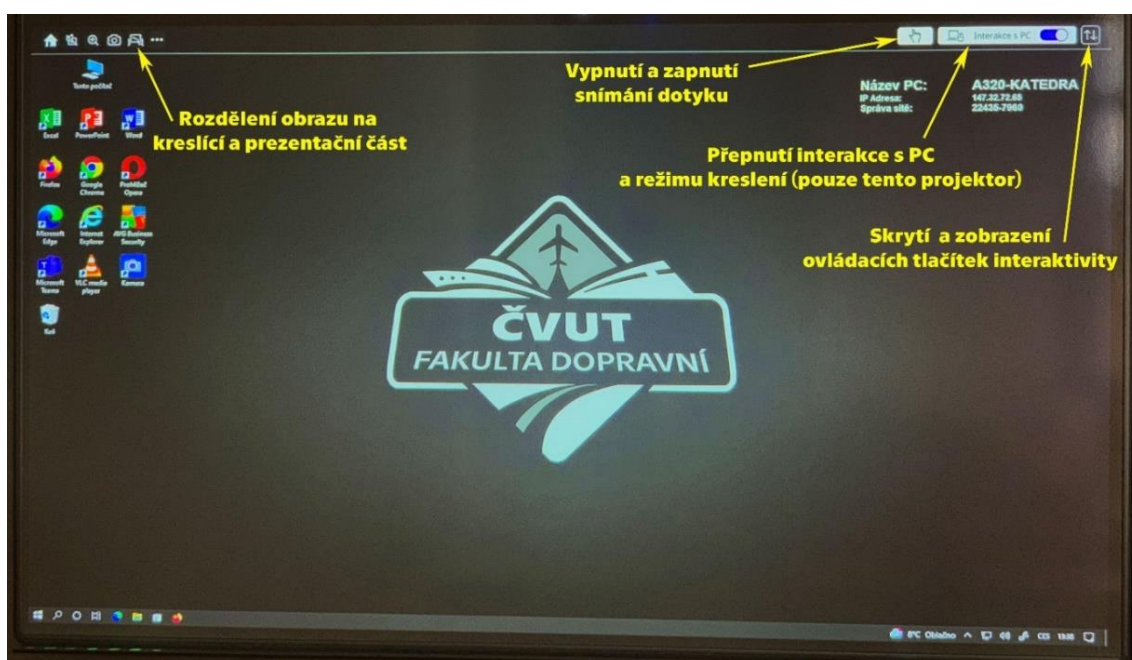 Interakce s PC
Vypnutí a zapnutí
snímání dotyku
Tento počítač
Název PC: A320-KATEDRA
IP Adresa: 147.32.72.65
Správa sítě: 22435-7960
Rozdělení obrazu na
kreslící a prezentační část
Excel PowerPoint Word
Přepnutí interakce s PC
a režimu kreslení (pouze tento projektor)
Firefox Google Chrome Prohlížeč Opera
Skrytí a zobrazení
ovládacích tlačítek interaktivity
Microsoft Edge Internet Explorer AVG Business Security
Microsoft Teams VLC media player Kamera
Koš
ČVUT
FAKULTA DOPRAVNÍ
8°C Oblačno CES